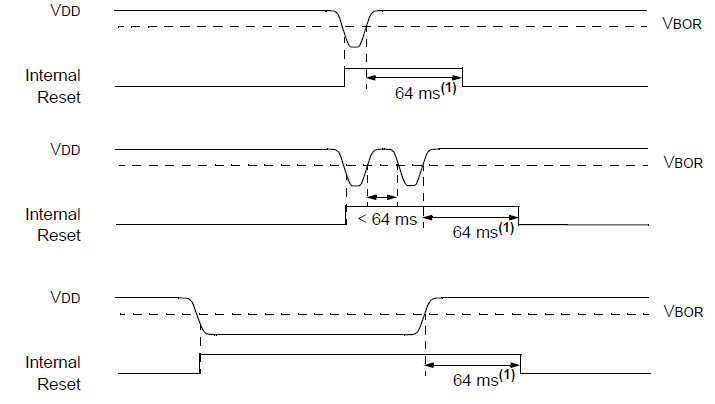 VDD
VBOR
Internal
Reset
64 ms(1)
VDD
VBOR
Internal
Reset
< 64 ms
64 ms(1)
VDD
VBOR
Internal
Reset
64 ms(1)